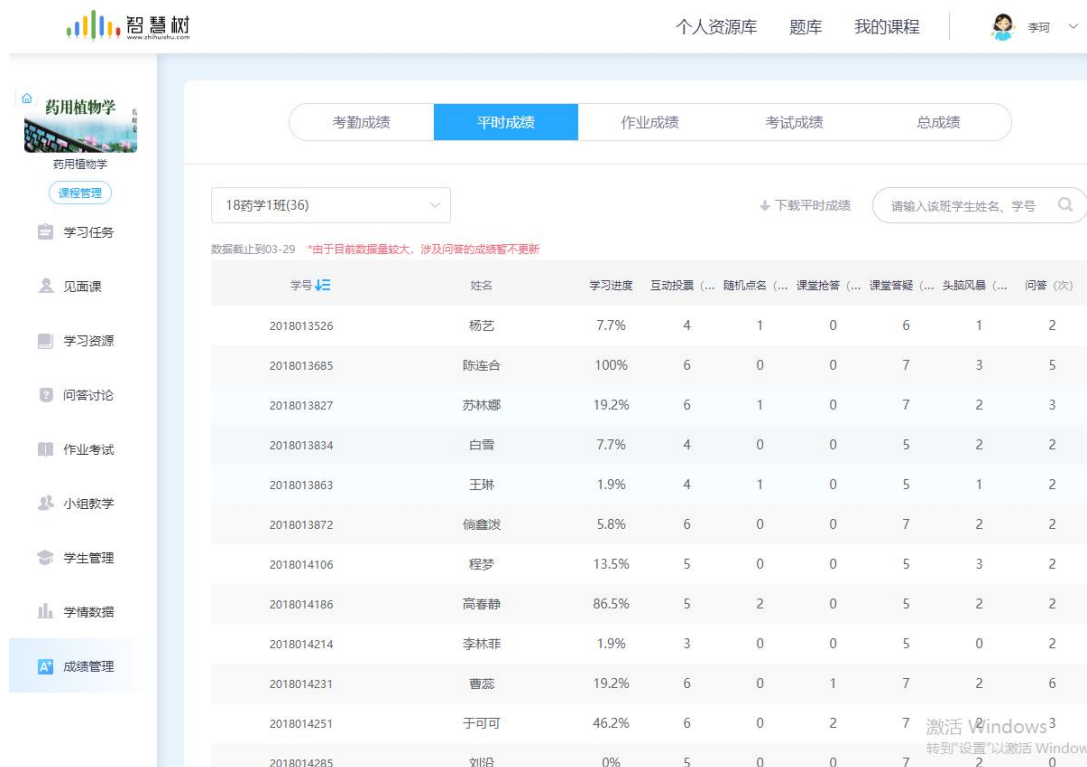 智慧树 个人资源库 题库 我的课程 李珂
www.zhihuishu.com
药用植物学
药用植物学
课程管理
学习任务
见面课
学习资源
问答讨论
作业考试
小组教学
学生管理
学情数据
成绩管理
考勤成绩 平时成绩 作业成绩 考试成绩 总成绩
18药学1班(36) 下载平时成绩 请输入该班学生姓名、学号
数据截止到03-29 *由于目前数据量较大，涉及问答的成绩暂不更新
学号 姓名 学习进度 互动投票 (... 随机点名 (... 课堂抢答 (... 课堂答疑 (... 头脑风暴 (... 问答 (次)
2018013526 杨艺 7.7% 4 1 0 6 1 2
2018013685 陈连合 100% 6 0 0 7 3 5
2018013827 苏林娜 19.2% 6 1 0 7 2 3
2018013834 白雪 7.7% 4 0 0 5 2 2
2018013863 王琳 1.9% 4 1 0 5 1 2
2018013872 倘鑫泼 5.8% 6 0 0 7 2 2
2018014106 程梦 13.5% 5 0 0 5 3 2
2018014186 高春静 86.5% 5 2 0 5 2 2
2018014214 李林菲 1.9% 3 0 0 5 0 2
2018014231 曹蕊 19.2% 6 0 1 7 2 6
2018014251 于可可 46.2% 6 0 2 7 2 3
2018014285 刘沿 0% 5 0 0 7 2 0
激活 Windows
转到"设置"以激活 Window